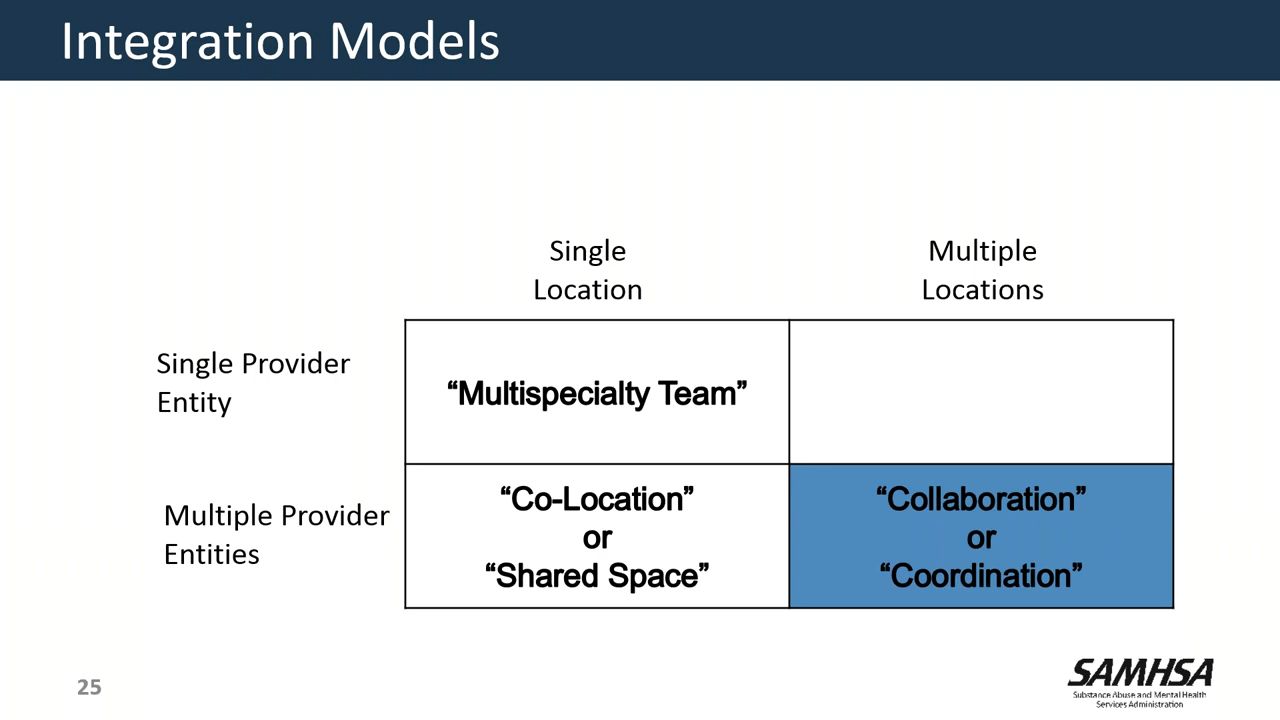 Integration Models
Single
Location
Multiple
Locations
Single Provider
Entity
“Multispecialty Team”
Multiple Provider
Entities
“Co-Location”
or
“Shared Space”
“Collaboration”
or
“Coordination”
25
SAMHSA
Substance Abuse and Mental Health
Services Administration